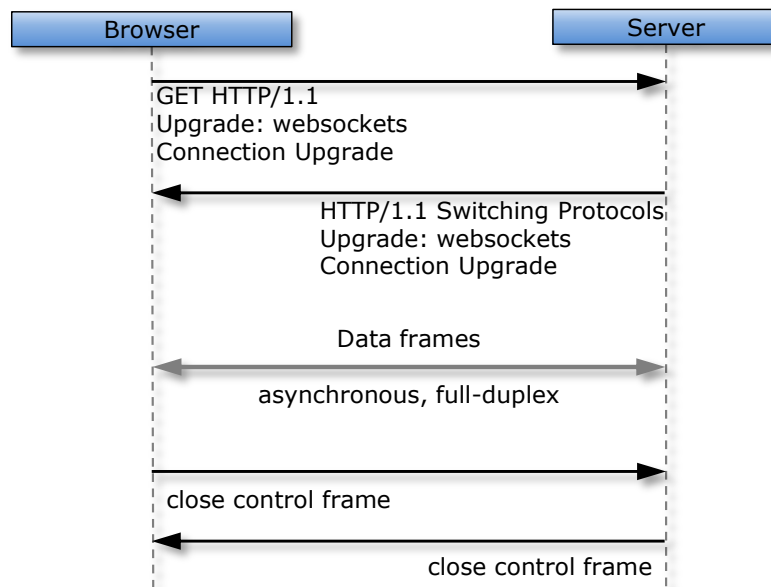 Browser
Server
GET HTTP/1.1
Upgrade: websockets
Connection Upgrade
HTTP/1.1 Switching Protocols
Upgrade: websockets
Connection Upgrade
Data frames
asynchronous, full-duplex
close control frame
close control frame